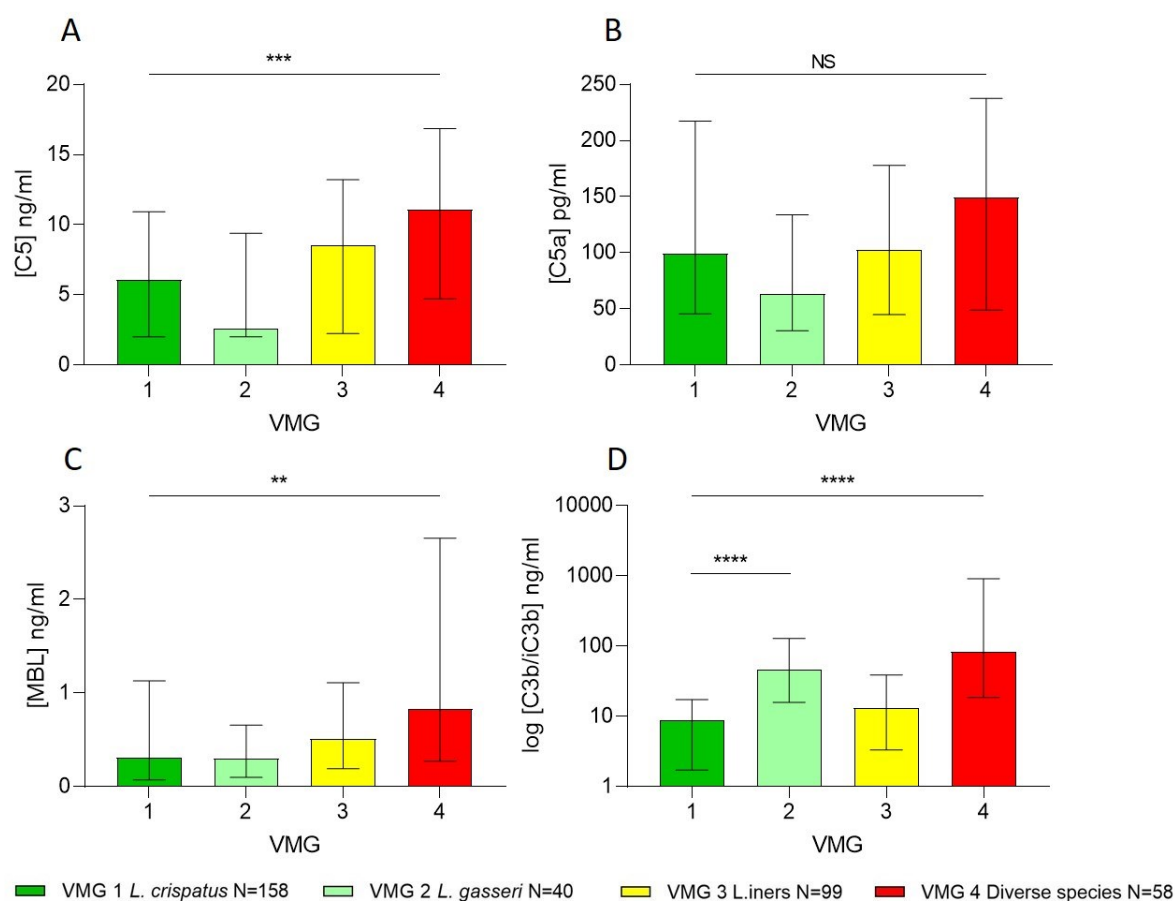 A
***
20
15
10
5
0
[C5] ng/ml
1 2 3 4
VMG
B
NS
250
200
150
100
50
0
[C5a] pg/ml
1 2 3 4
VMG
C
**
3
2
1
0
[MBL] ng/ml
1 2 3 4
VMG
D
****
****
10000
1000
100
10
1
log [C3b/iC3b] ng/ml
1 2 3 4
VMG
VMG 1 L. crispatus N=158 VMG 2 L. gasseri N=40 VMG 3 L.iners N=99 VMG 4 Diverse species N=58